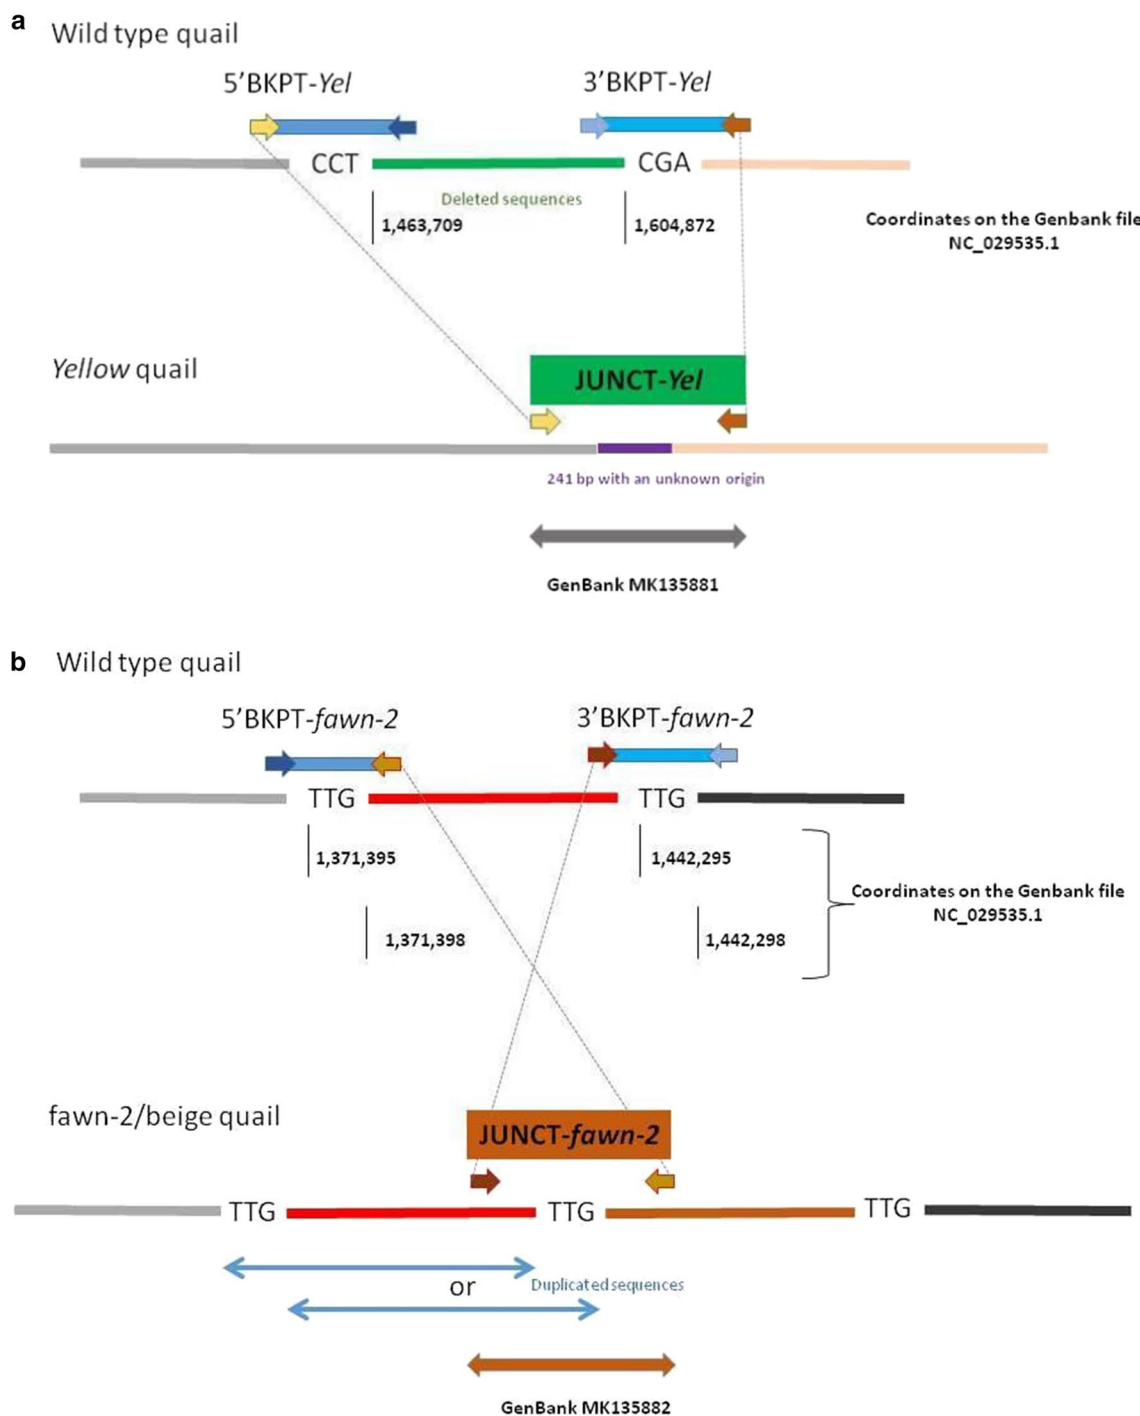 a
Wild type quail
5’BKPT-Yel
3’BKPT-Yel
CCT
CGA
Deleted sequences
1,463,709
1,604,872
Coordinates on the Genbank file
NC_029535.1
Yellow quail
JUNCT-Yel
241 bp with an unknown origin
GenBank MK135881
b
Wild type quail
5’BKPT-fawn-2
3’BKPT-fawn-2
TTG
TTG
1,371,395
1,442,295
Coordinates on the Genbank file
NC_029535.1
1,371,398
1,442,298
fawn-2/beige quail
JUNCT-fawn-2
TTG
TTG
TTG
or
Duplicated sequences
GenBank MK135882